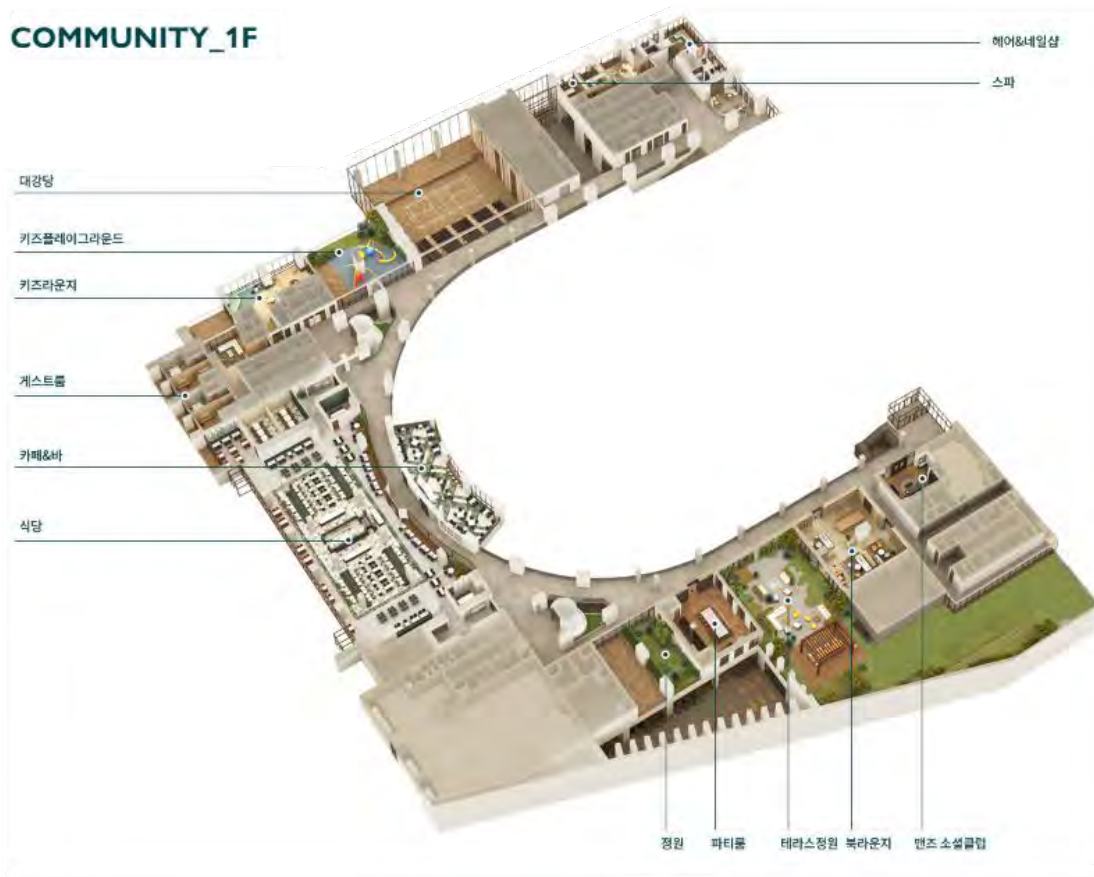 COMMUNITY_1F
헤어&네일샵
스파
대강당
키즈플레이그라운드
키즈라운지
게스트룸
카페&바
식당
정원
파티룸
테라스정원
북라운지
맨즈 소셜클럽